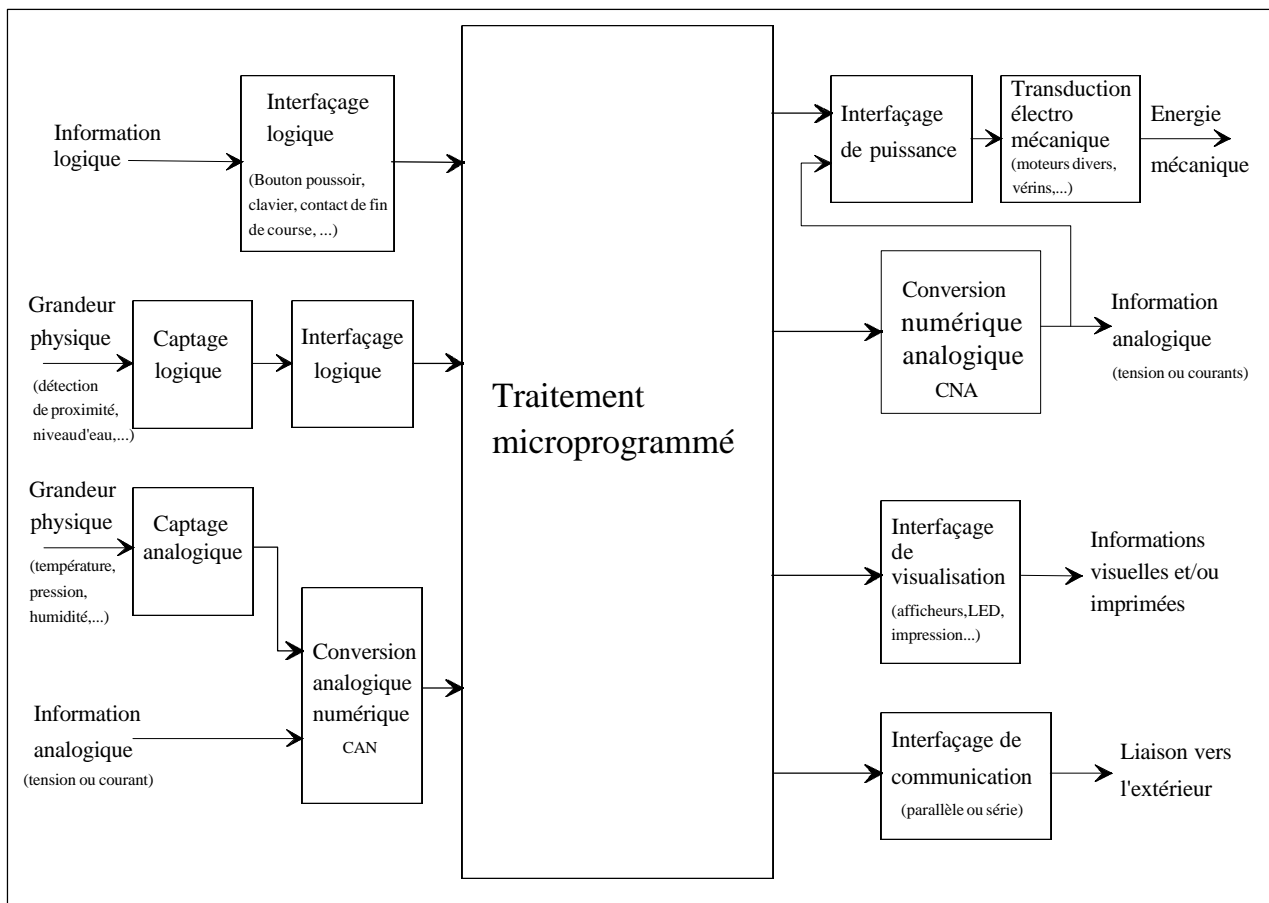 Information
logique
Interfaçage
logique
(Bouton poussoir,
clavier, contact de fin
de course, ...)
Grandeur
physique
(détection
de proximité,
niveau d'eau,...)
Captage
logique
Interfaçage
logique
Grandeur
physique
(température,
pression,
humidité,...)
Captage
analogique
Information
analogique
(tension ou courant)
Conversion
analogique
numérique
CAN
Traitement
microprogrammé
Interfaçage
de puissance
Transduction
électro
mécanique
(moteurs divers,
vérins,...)
Energie
mécanique
Conversion
numérique
analogique
CNA
Information
analogique
(tension ou courants)
Interfaçage
de
visualisation
(afficheurs,LED,
impression...)
Informations
visuelles et/ou
imprimées
Interfaçage de
communication
(parallèle ou série)
Liaison vers
l'extérieur